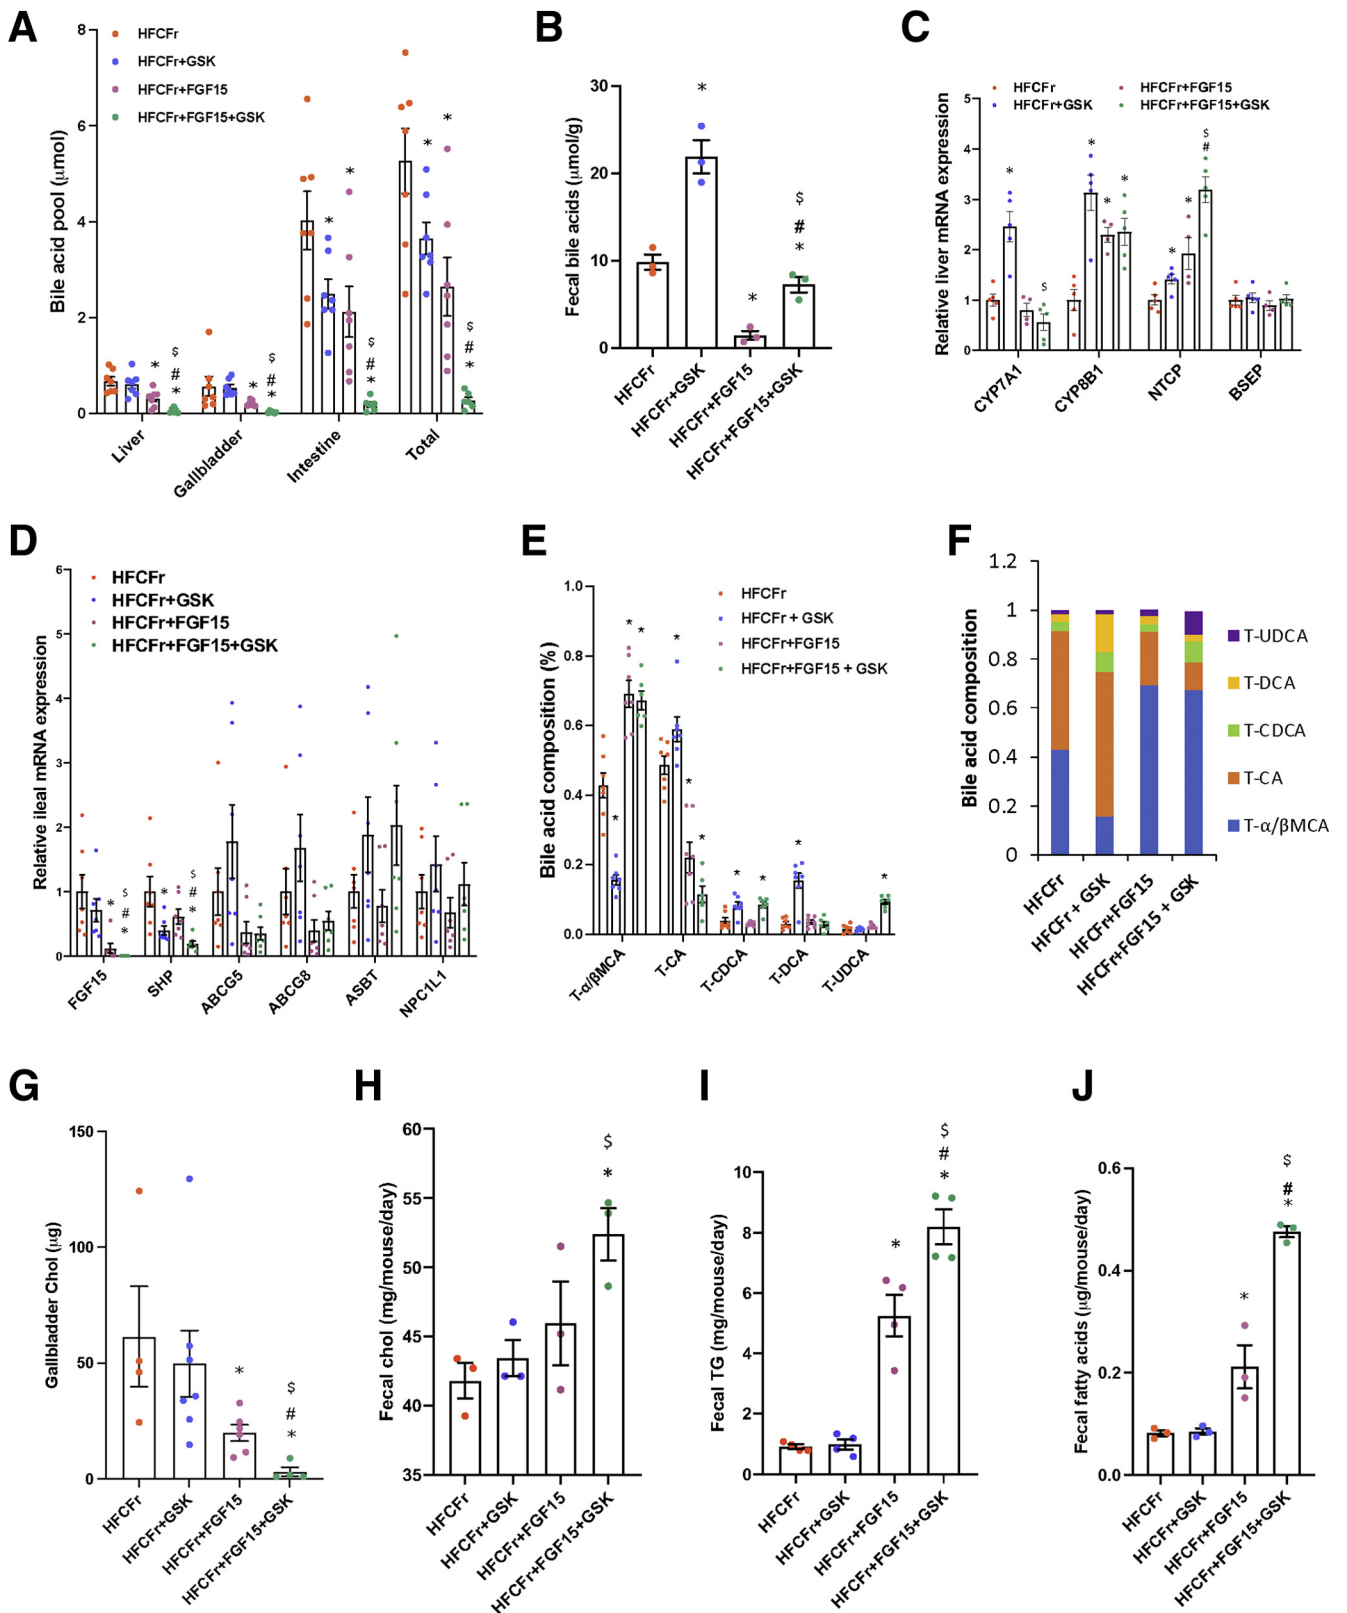 A
8
6
4
2
0
Bile acid pool (μmol)
HFCFr
HFCFr+GSK
HFCFr+FGF15
HFCFr+FGF15+GSK
* $ # *
* $ # *
* * $ # *
* * $ # *
Liver
Gallbladder
Intestine
Total
B
30
20
10
0
Fecal bile acids (μmol/g)
*
*
$
#
*
HFCFr
HFCFr+GSK
HFCFr+FGF15
HFCFr+FGF15+GSK
C
HFCFr
HFCFr+GSK
HFCFr+FGF15
HFCFr+FGF15+GSK
5
4
3
2
1
0
Relative liver mRNA expression
* $
* * *
* * $ #
CYP7A1
CYP8B1
NTCP
BSEP
D
6
5
4
3
2
1
0
Relative ileal mRNA expression
HFCFr
HFCFr+GSK
HFCFr+FGF15
HFCFr+FGF15+GSK
* $ # *
* $ # *
FGF15
SHP
ABCG5
ABCG8
ASBT
NPC1L1
E
1.0
0.8
0.6
0.4
0.2
0.0
Bile acid composition (%)
HFCFr
HFCFr + GSK
HFCFr+FGF15
HFCFr+FGF15 + GSK
* * *
* * *
* *
*
*
T-α/βMCA
T-CA
T-CDCA
T-DCA
T-UDCA
F
1.2
1
0.8
0.6
0.4
0.2
0
Bile acid composition
T-UDCA
T-DCA
T-CDCA
T-CA
T-α/βMCA
HFCFr
HFCFr + GSK
HFCFr+FGF15
HFCFr+FGF15 + GSK
G
150
100
50
0
Gallbladder Chol (μg)
*
$
#
*
HFCFr
HFCFr+GSK
HFCFr+FGF15
HFCFr+FGF15+GSK
H
60
55
50
45
40
35
Fecal chol (mg/mouse/day)
$
*
HFCFr
HFCFr+GSK
HFCFr+FGF15
HFCFr+FGF15+GSK
I
10
8
6
4
2
0
Fecal TG (mg/mouse/day)
*
$
#
*
HFCFr
HFCFr+GSK
HFCFr+FGF15
HFCFr+FGF15+GSK
J
0.6
0.4
0.2
0.0
Fecal fatty acids (μg/mouse/day)
*
$
#
*
HFCFr
HFCFr+GSK
HFCFr+FGF15
HFCFr+FGF15+GSK